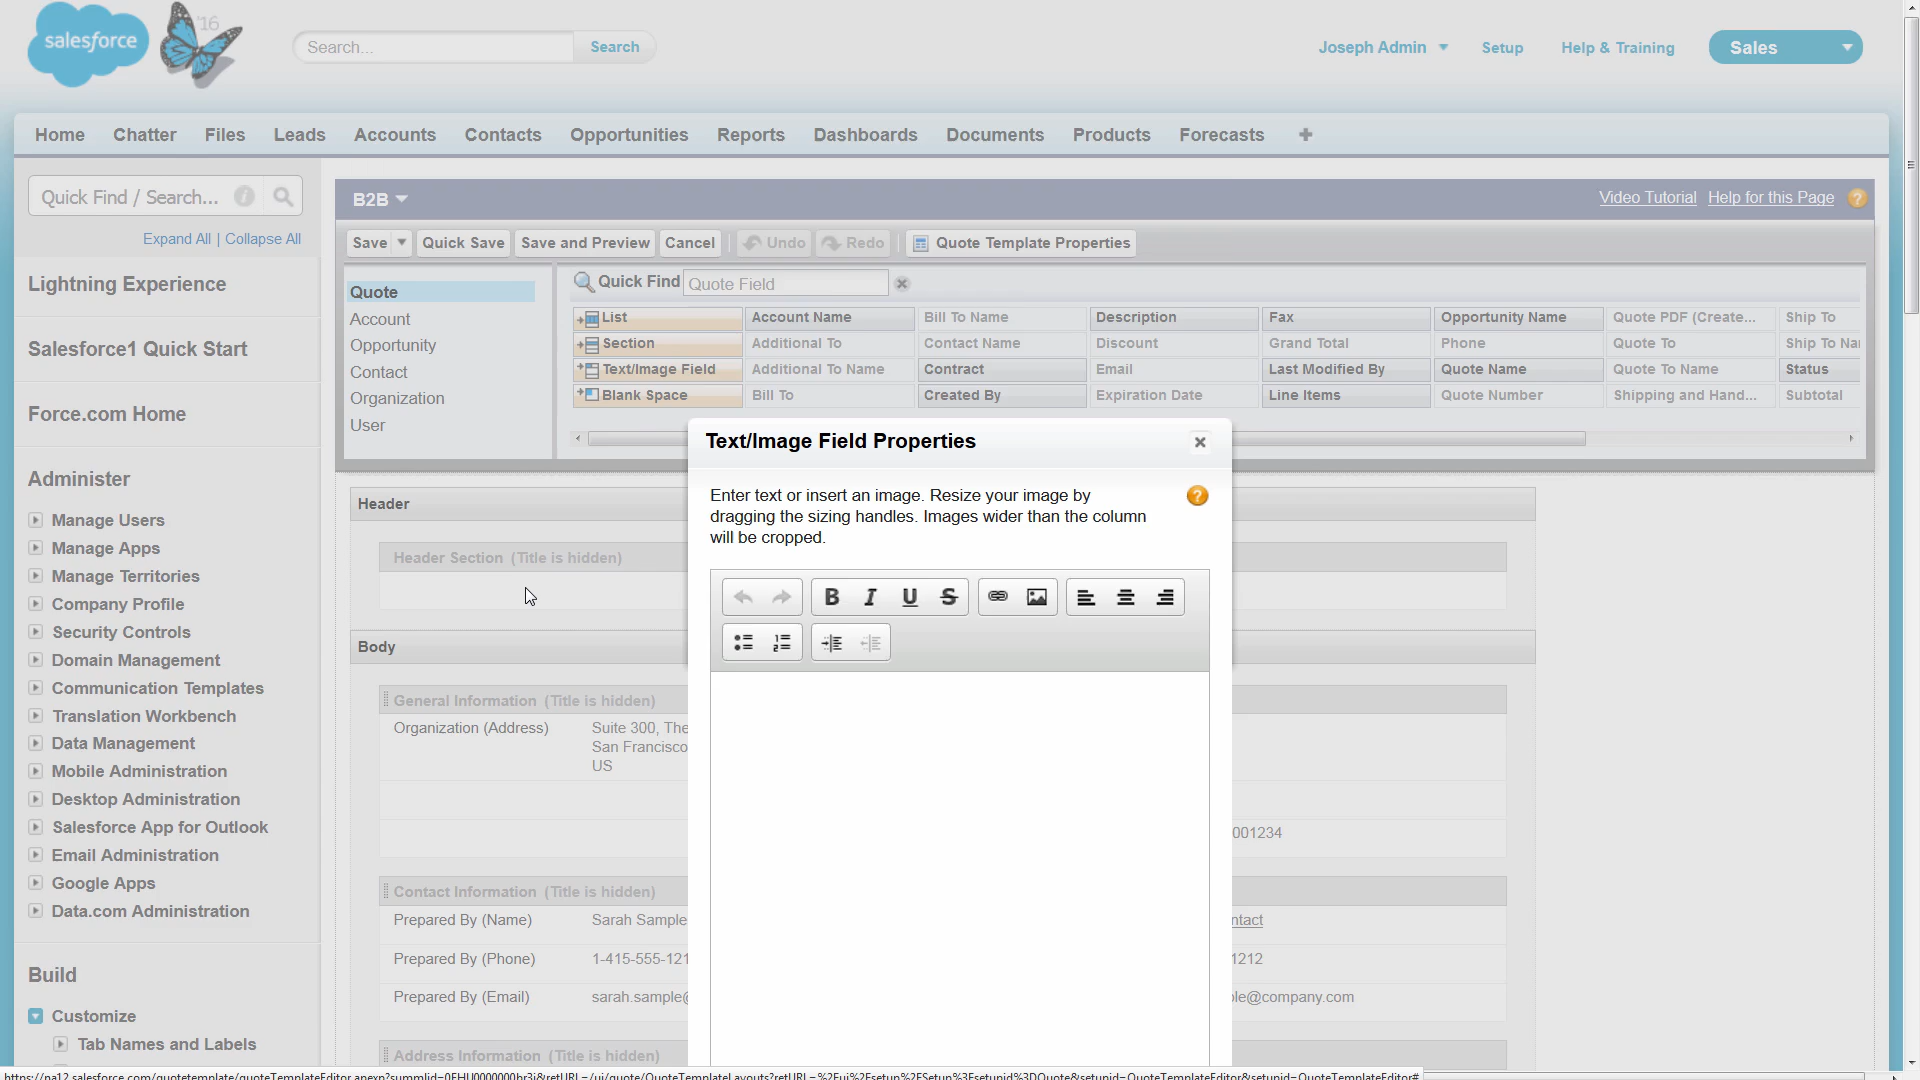 salesforce
'16
Search...
Search
Joseph Admin
Setup
Help & Training
Sales
Home
Chatter
Files
Leads
Accounts
Contacts
Opportunities
Reports
Dashboards
Documents
Products
Forecasts
Quick Find / Search...
Expand All | Collapse All
Lightning Experience
Salesforce1 Quick Start
Force.com Home
Administer
Manage Users
Manage Apps
Manage Territories
Company Profile
Security Controls
Domain Management
Communication Templates
Translation Workbench
Data Management
Mobile Administration
Desktop Administration
Salesforce App for Outlook
Email Administration
Google Apps
Data.com Administration
Build
Customize
Tab Names and Labels
B2B
Video Tutorial
Help for this Page
Save
Quick Save
Save and Preview
Cancel
Undo
Redo
Quote Template Properties
Quote
Account
Opportunity
Contact
Organization
User
Quick Find
Quote Field
List
Account Name
Bill To Name
Description
Fax
Opportunity Name
Quote PDF (Create...
Ship To
Section
Additional To
Contact Name
Discount
Grand Total
Phone
Quote To
Ship To Na
Text/Image Field
Additional To Name
Contract
Email
Last Modified By
Quote Name
Quote To Name
Status
Blank Space
Bill To
Created By
Expiration Date
Line Items
Quote Number
Shipping and Hand...
Subtotal
Header
Header Section (Title is hidden)
Body
General Information (Title is hidden)
Organization (Address)
Suite 300, The
San Francisco
US
001234
Contact Information (Title is hidden)
Prepared By (Name)
Sarah Sample
ntact
Prepared By (Phone)
1-415-555-121
1212
Prepared By (Email)
sarah.sample@
ple@company.com
Address Information (Title is hidden)
Text/Image Field Properties
Enter text or insert an image. Resize your image by
dragging the sizing handles. Images wider than the column
will be cropped.
B I U S